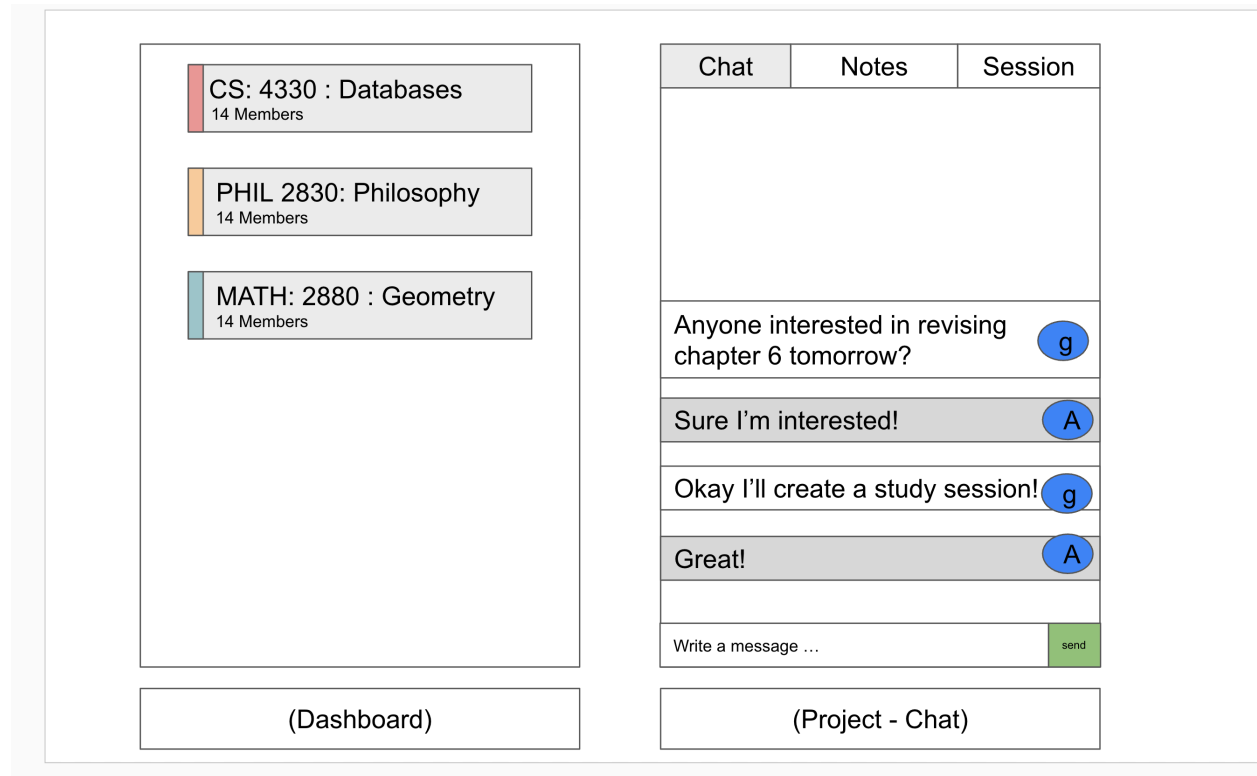 CS: 4330 : Databases
14 Members
PHIL 2830: Philosophy
14 Members
MATH: 2880 : Geometry
14 Members
(Dashboard)
Chat
Notes
Session
Anyone interested in revising
chapter 6 tomorrow?
g
Sure I’m interested!
A
Okay I’ll create a study session!
g
Great!
A
Write a message …
send
(Project - Chat)